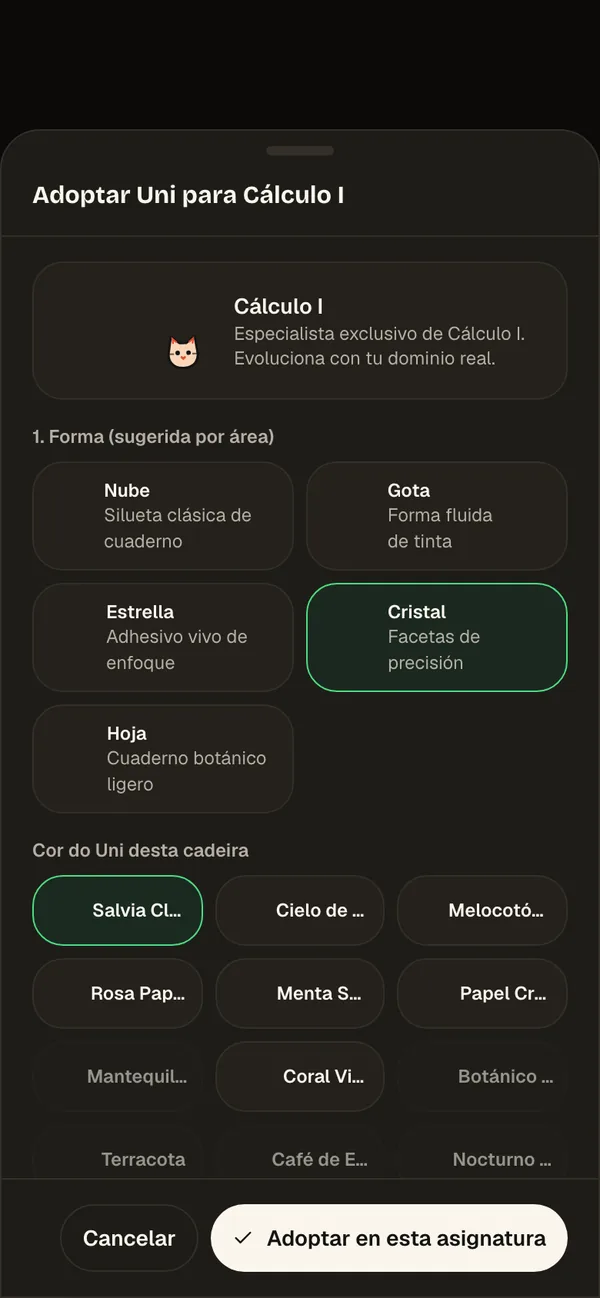 Adoptar Uni para Cálculo I
Cálculo I
Especialista exclusivo de Cálculo I.
Evoluciona con tu dominio real.
1. Forma (sugerida por área)
Nube
Silueta clásica de
cuaderno
Gota
Forma fluida
de tinta
Estrella
Adhesivo vivo de
enfoque
Cristal
Facetas de
precisión
Hoja
Cuaderno botánico
ligero
Cor do Uni desta cadeira
Salvia Cl...
Cielo de ...
Melocotó...
Rosa Pap...
Menta S...
Papel Cr...
Mantequil...
Coral Vi...
Botánico ...
Terracota
Café de E...
Nocturno ...
Cancelar
Adoptar en esta asignatura